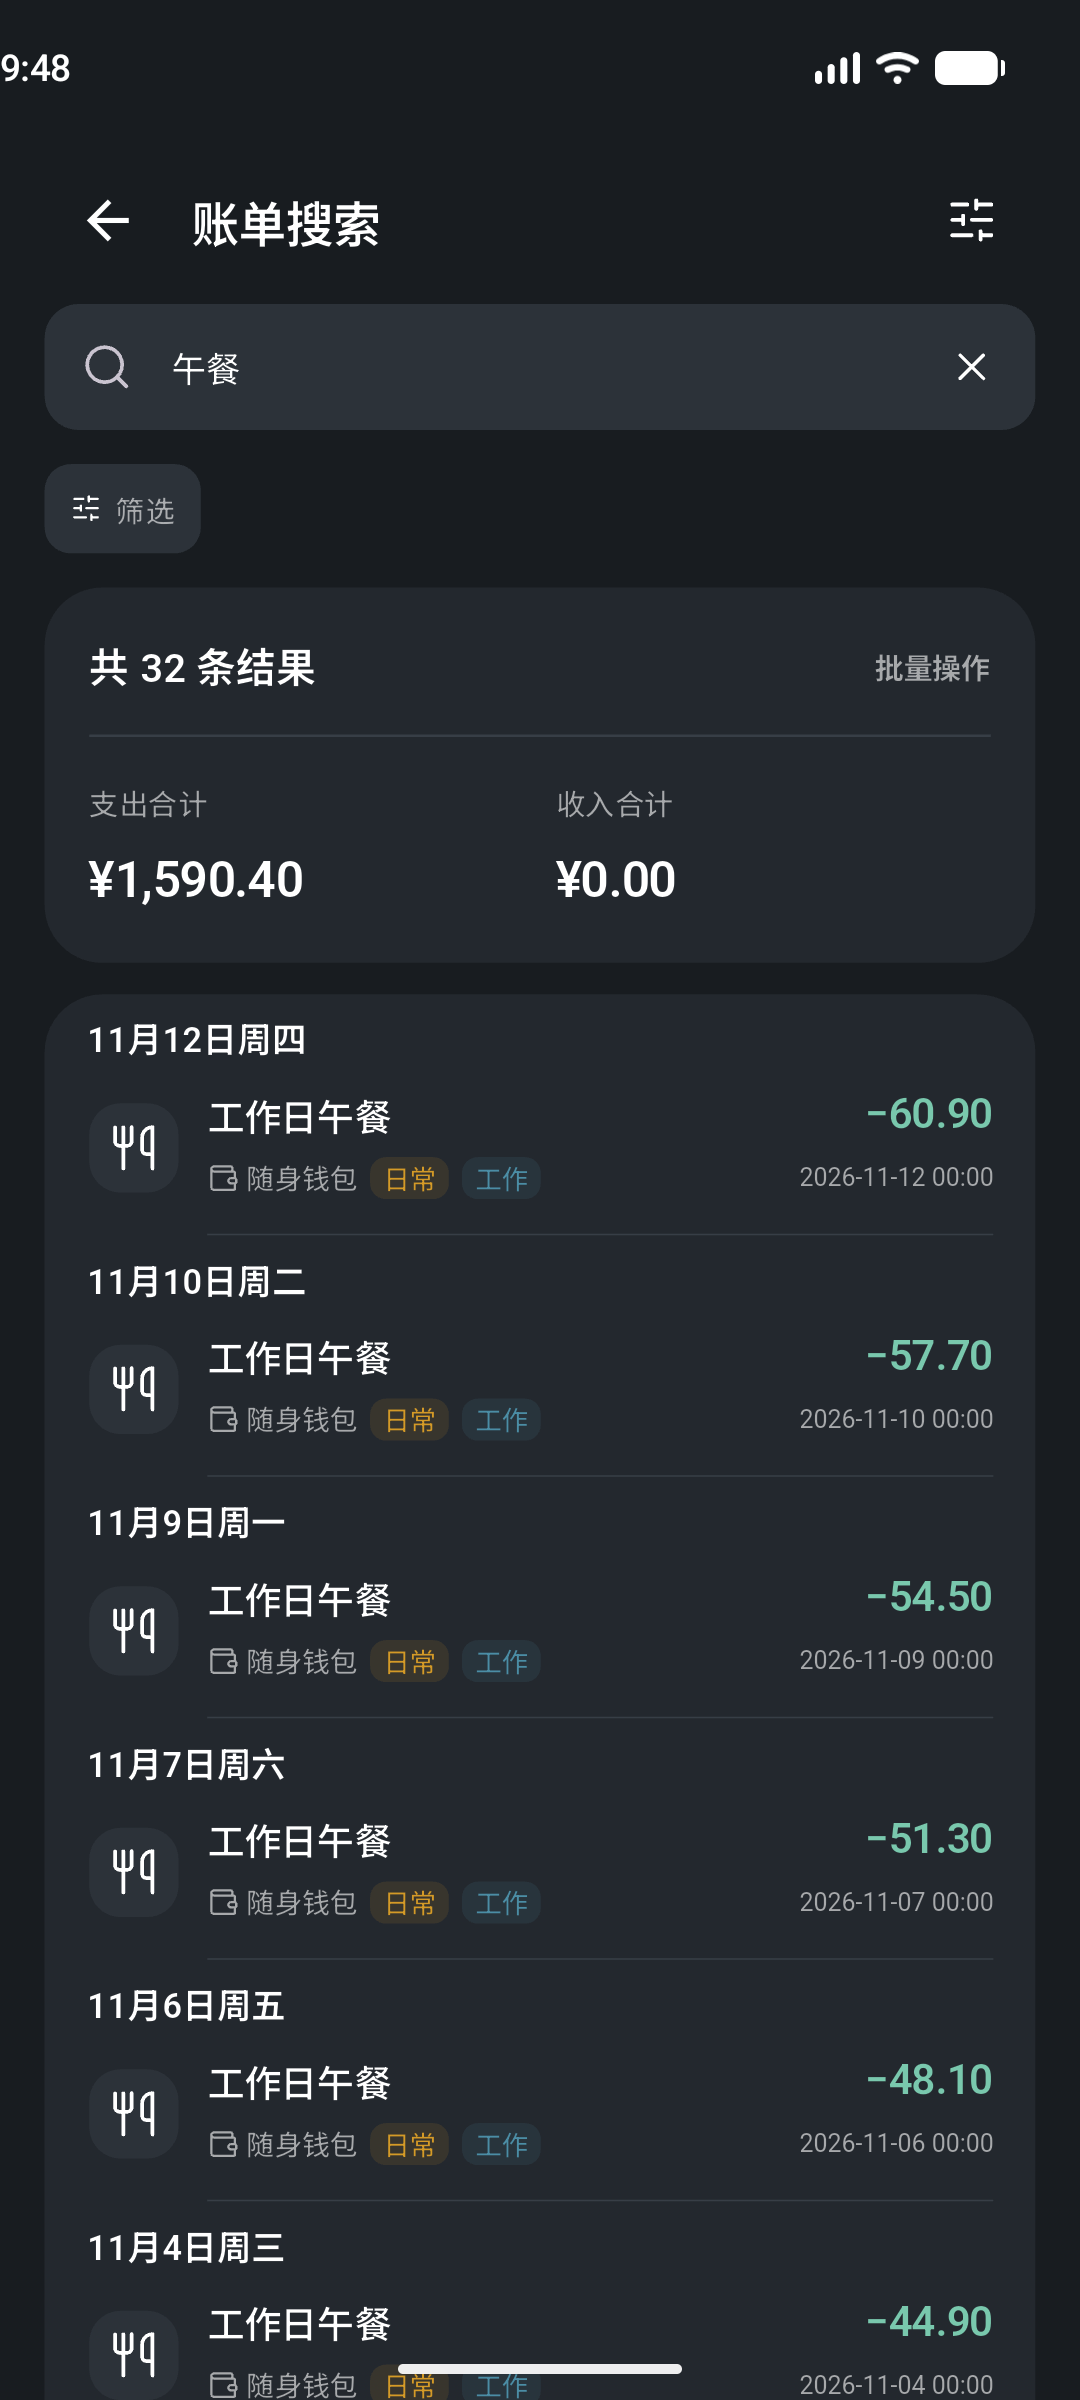 9:48
账单搜索
午餐
筛选
共 32 条结果
批量操作
支出合计
收入合计
¥1,590.40
¥0.00
11月12日周四
工作日午餐
−60.90
随身钱包 日常 工作
2026-11-12 00:00
11月10日周二
工作日午餐
−57.70
随身钱包 日常 工作
2026-11-10 00:00
11月9日周一
工作日午餐
−54.50
随身钱包 日常 工作
2026-11-09 00:00
11月7日周六
工作日午餐
−51.30
随身钱包 日常 工作
2026-11-07 00:00
11月6日周五
工作日午餐
−48.10
随身钱包 日常 工作
2026-11-06 00:00
11月4日周三
工作日午餐
−44.90
随身钱包 日常 工作
2026-11-04 00:00